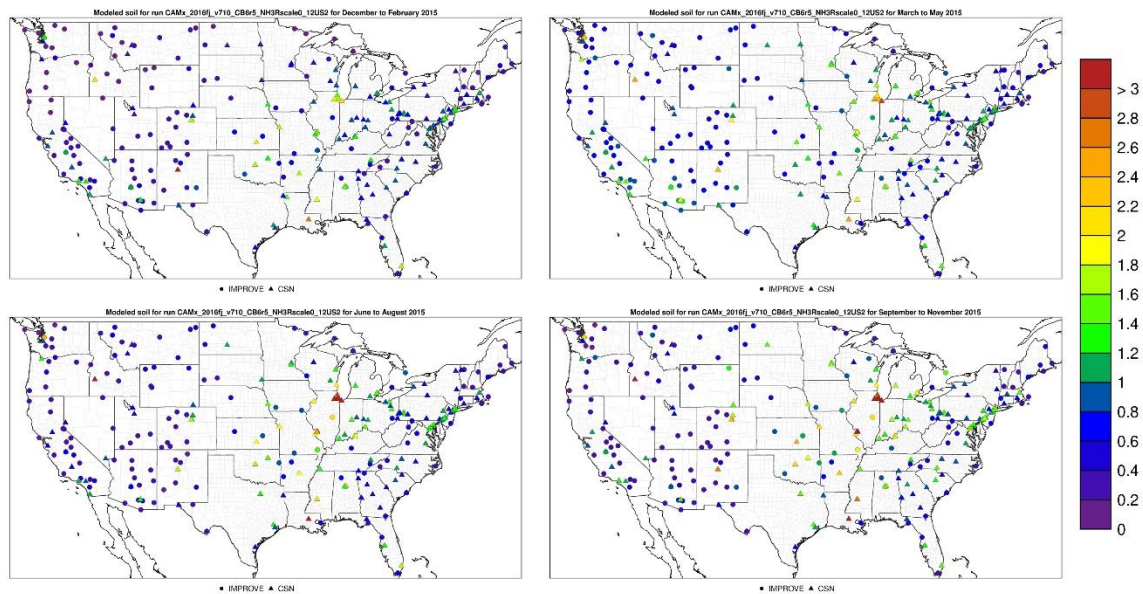 Modeled soil for run CAMx_2016fj_v710_CB6r5_NH3Rscale0_12US2 for December to February 2015
● IMPROVE ▲ CSN
Modeled soil for run CAMx_2016fj_v710_CB6r5_NH3Rscale0_12US2 for March to May 2015
● IMPROVE ▲ CSN
Modeled soil for run CAMx_2016fj_v710_CB6r5_NH3Rscale0_12US2 for June to August 2015
● IMPROVE ▲ CSN
Modeled soil for run CAMx_2016fj_v710_CB6r5_NH3Rscale0_12US2 for September to November 2015
● IMPROVE ▲ CSN
> 3
2.8
2.6
2.4
2.2
2
1.8
1.6
1.4
1.2
1
0.8
0.6
0.4
0.2
0